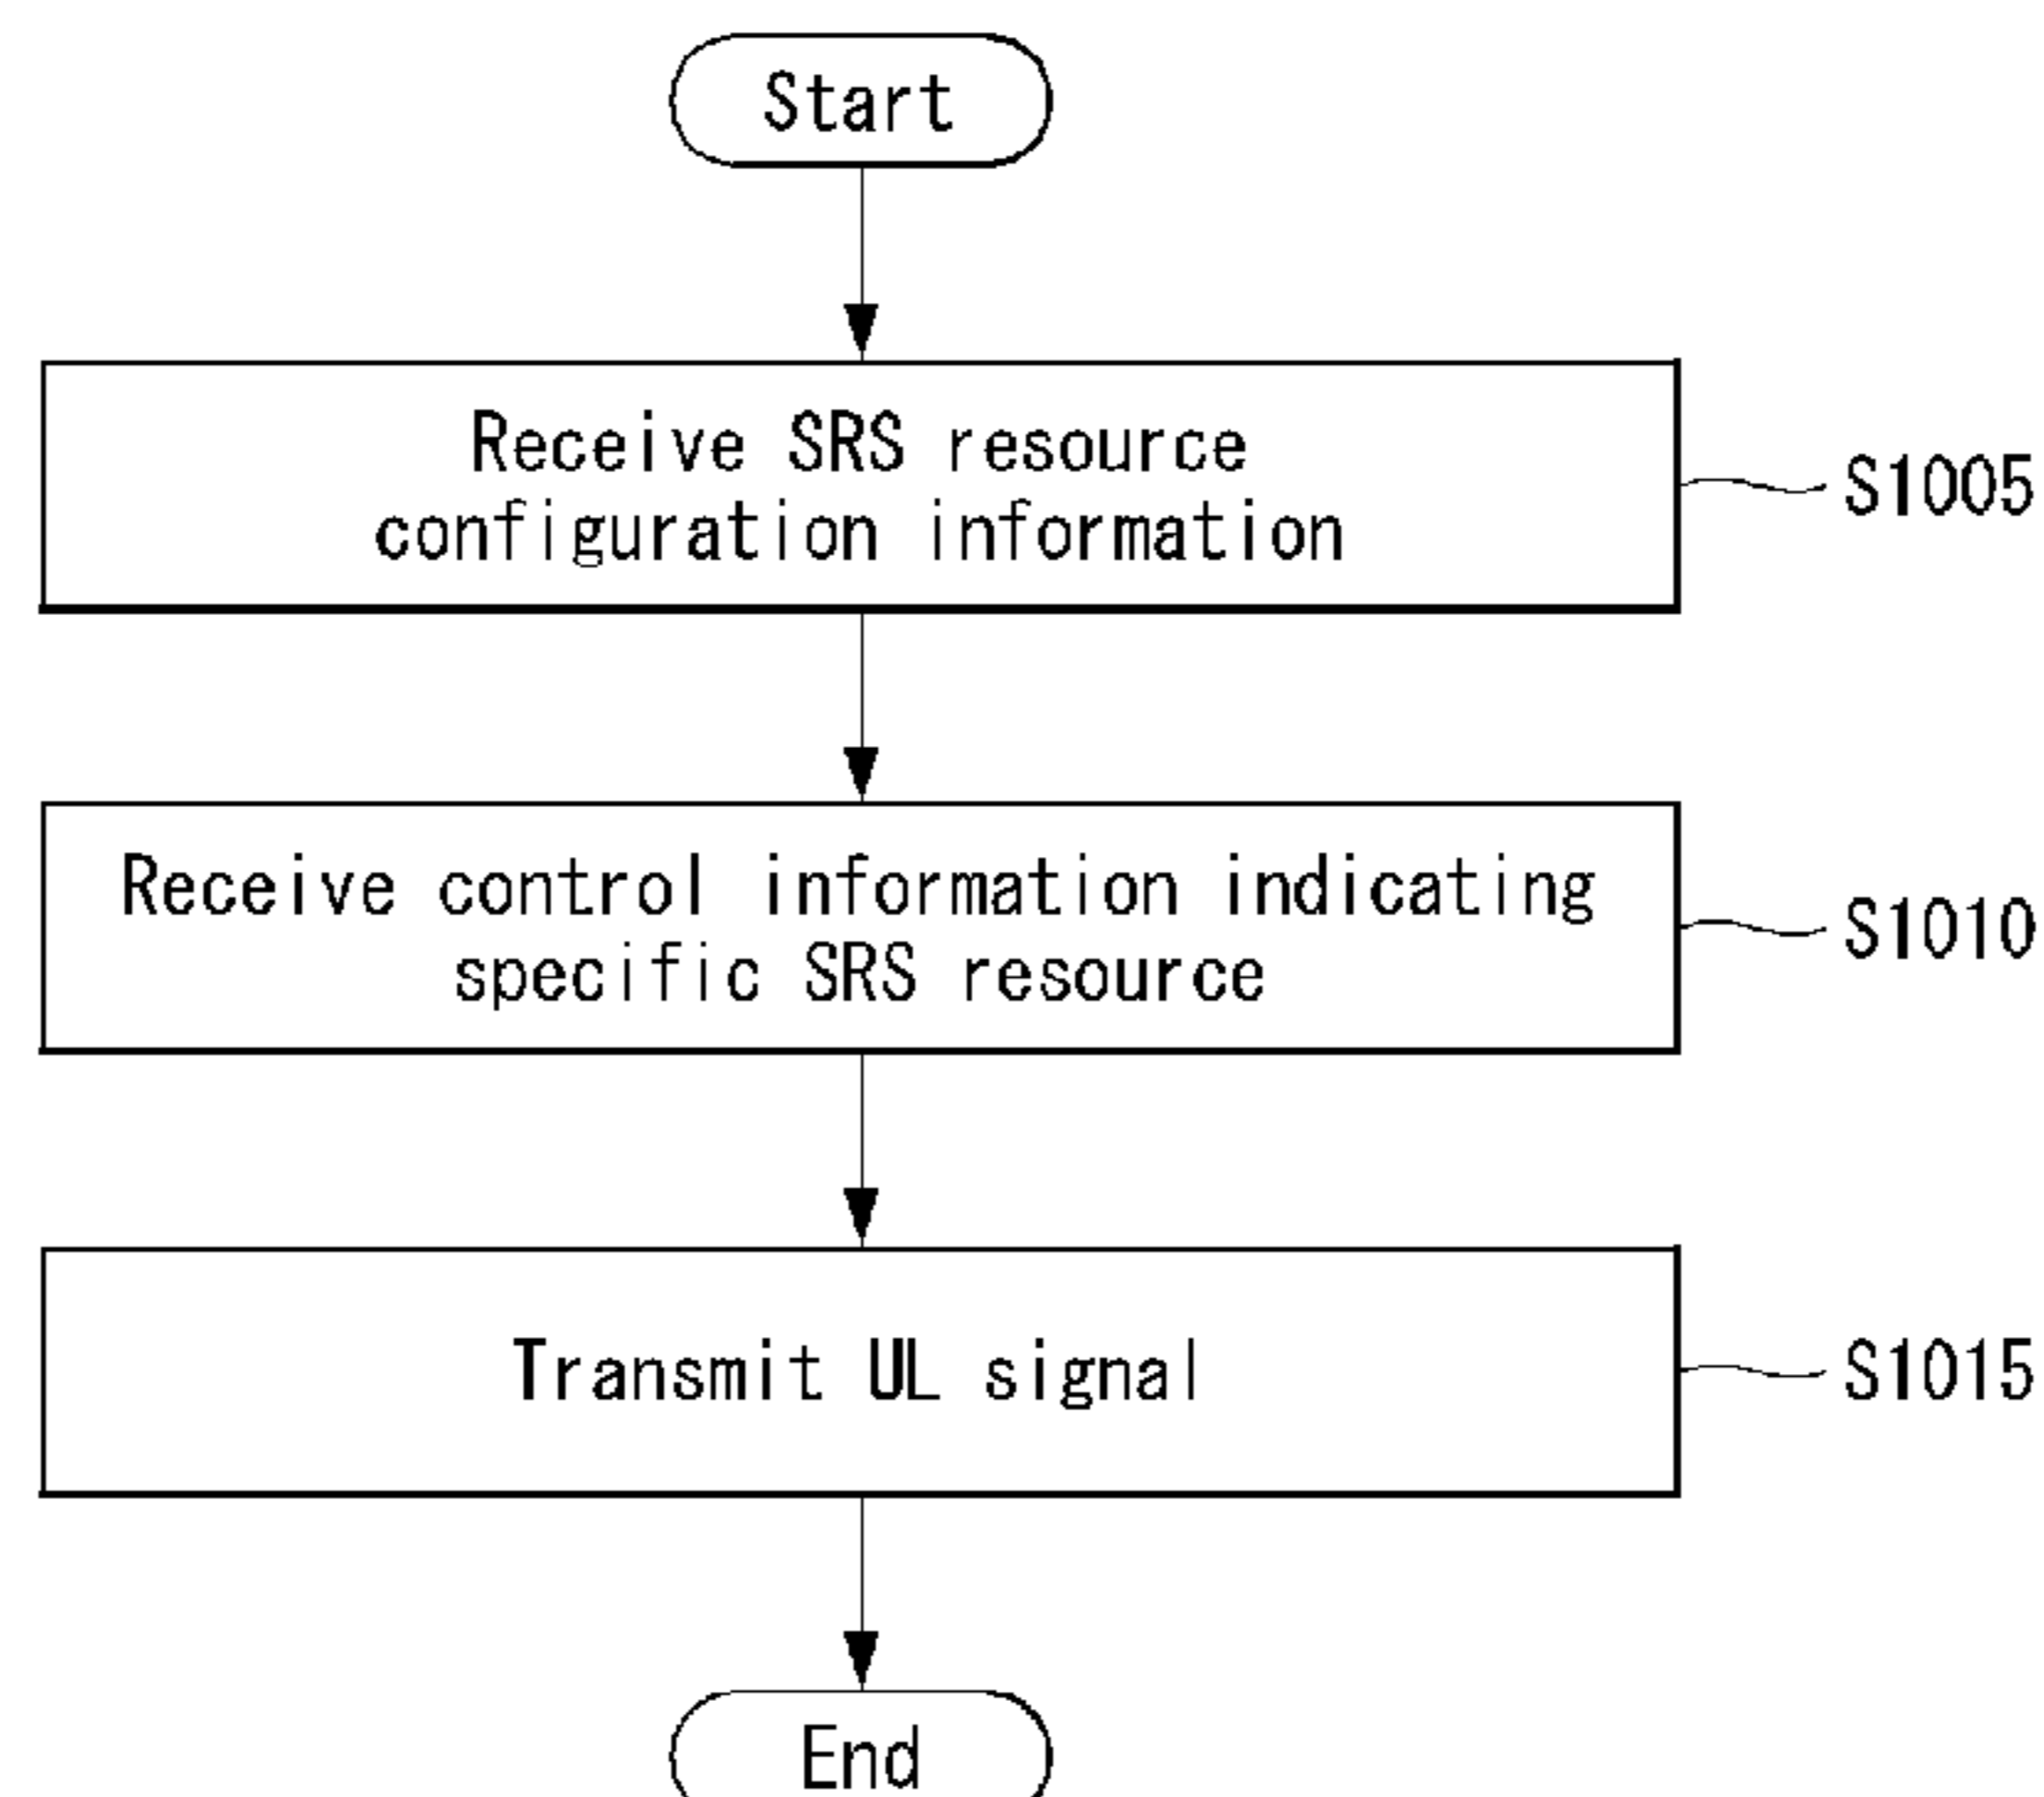 Start
Receive SRS resource
configuration information
S1005
Receive control information indicating
specific SRS resource
S1010
Transmit UL signal
S1015
End